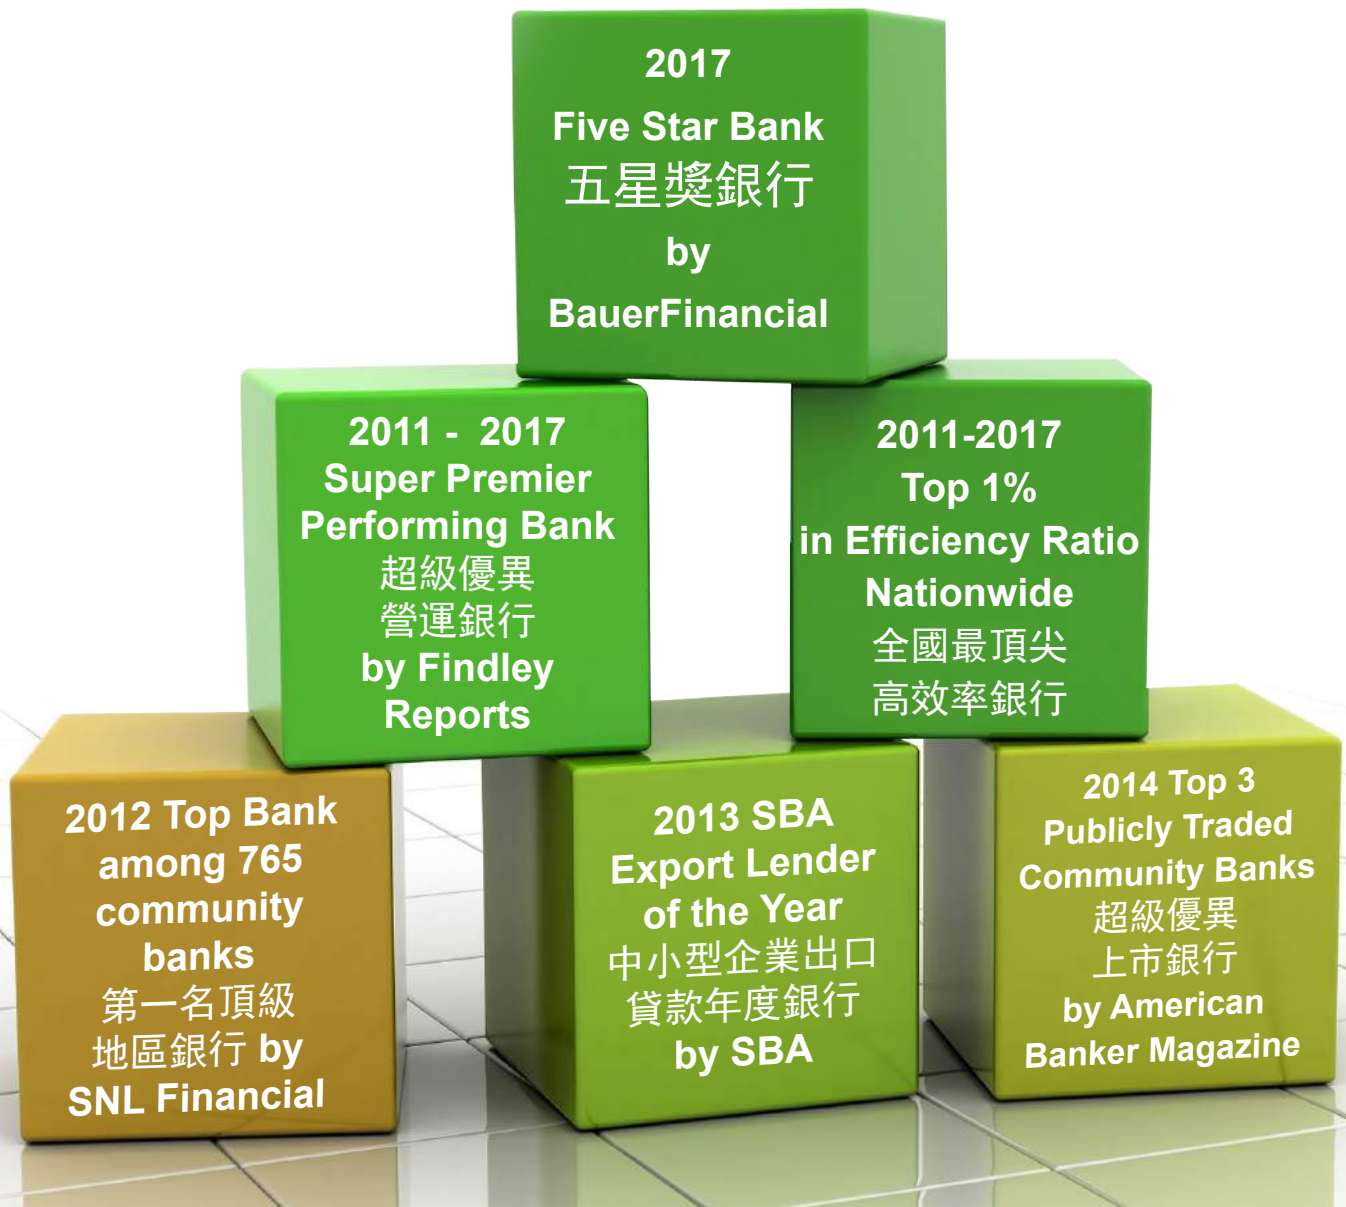 2017
Five Star Bank
五星獎銀行
by
BauerFinancial
2011 - 2017
Super Premier
Performing Bank
超級優異
營運銀行
by Findley
Reports
2011-2017
Top 1%
in Efficiency Ratio
Nationwide
全國最頂尖
高效率銀行
2012 Top Bank
among 765
community
banks
第一名頂級
地區銀行 by
SNL Financial
2013 SBA
Export Lender
of the Year
中小型企業出口
貸款年度銀行
by SBA
2014 Top 3
Publicly Traded
Community Banks
超級優異
上市銀行
by American
Banker Magazine